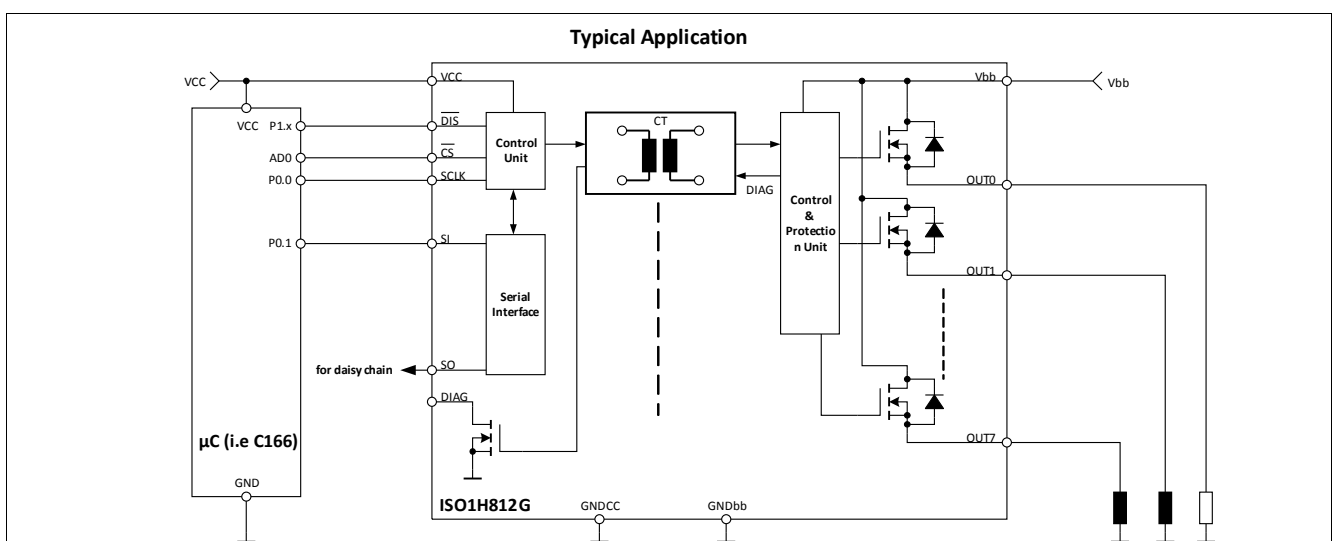 Typical Application
VCC
VCC
Vbb
Vbb
VCC
P1.x
DIS
Control
Unit
CT
AD0
CS
P0.0
SCLK
DIAG
OUT0
Control
&
Protectio
n Unit
P0.1
SI
OUT1
Serial
Interface
for daisy chain
SO
DIAG
µC (i.e C166)
OUT7
GND
ISO1H812G
GNDCC
GNDbb